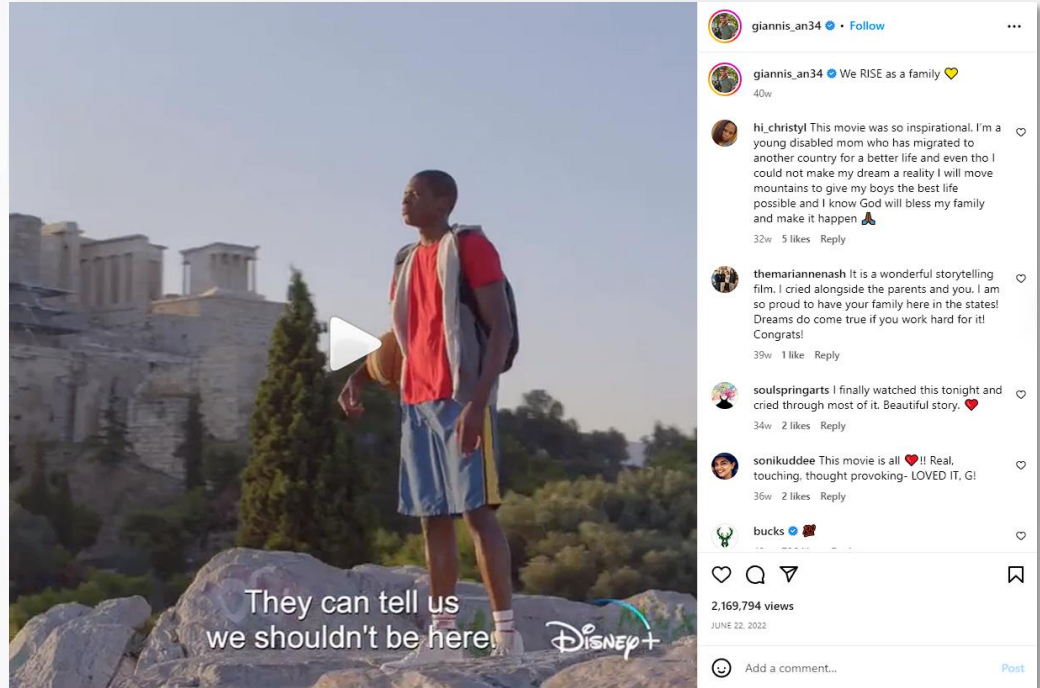 They can tell us
we shouldn't be here.
Disney+
giannis_an34 • Follow
giannis_an34 We RISE as a family 💛
40w
hi_christyl This movie was so inspirational. I'm a
young disabled mom who has migrated to
another country for a better life and even tho I
could not make my dream a reality I will move
mountains to give my boys the best life
possible and I know God will bless my family
and make it happen 🙏🏾
32w 5 likes Reply
themariannenash It is a wonderful storytelling
film. I cried alongside the parents and you. I am
so proud to have your family here in the states!
Dreams do come true if you work hard for it!
Congrats!
39w 1 like Reply
soulspringarts I finally watched this tonight and
cried through most of it. Beautiful story. ❤️
34w 2 likes Reply
sonikuddee This movie is all ❤️!! Real,
touching, thought provoking- LOVED IT, G!
36w 2 likes Reply
bucks
2,169,794 views
JUNE 22, 2022
Add a comment...
Post